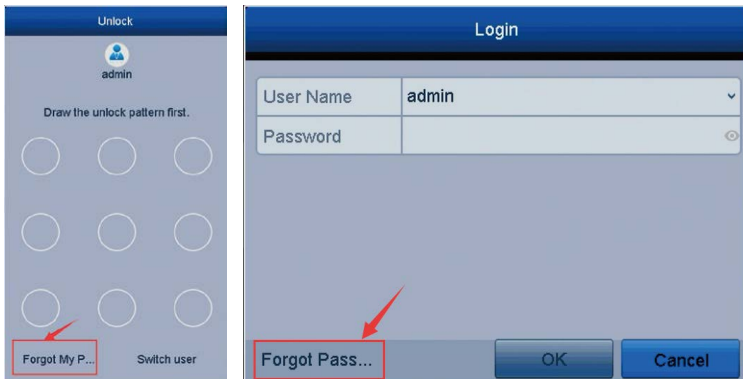 Unlock
admin
Draw the unlock pattern first.
Forgot My P...
Switch user
Login
User Name
admin
Password
Forgot Pass...
OK
Cancel